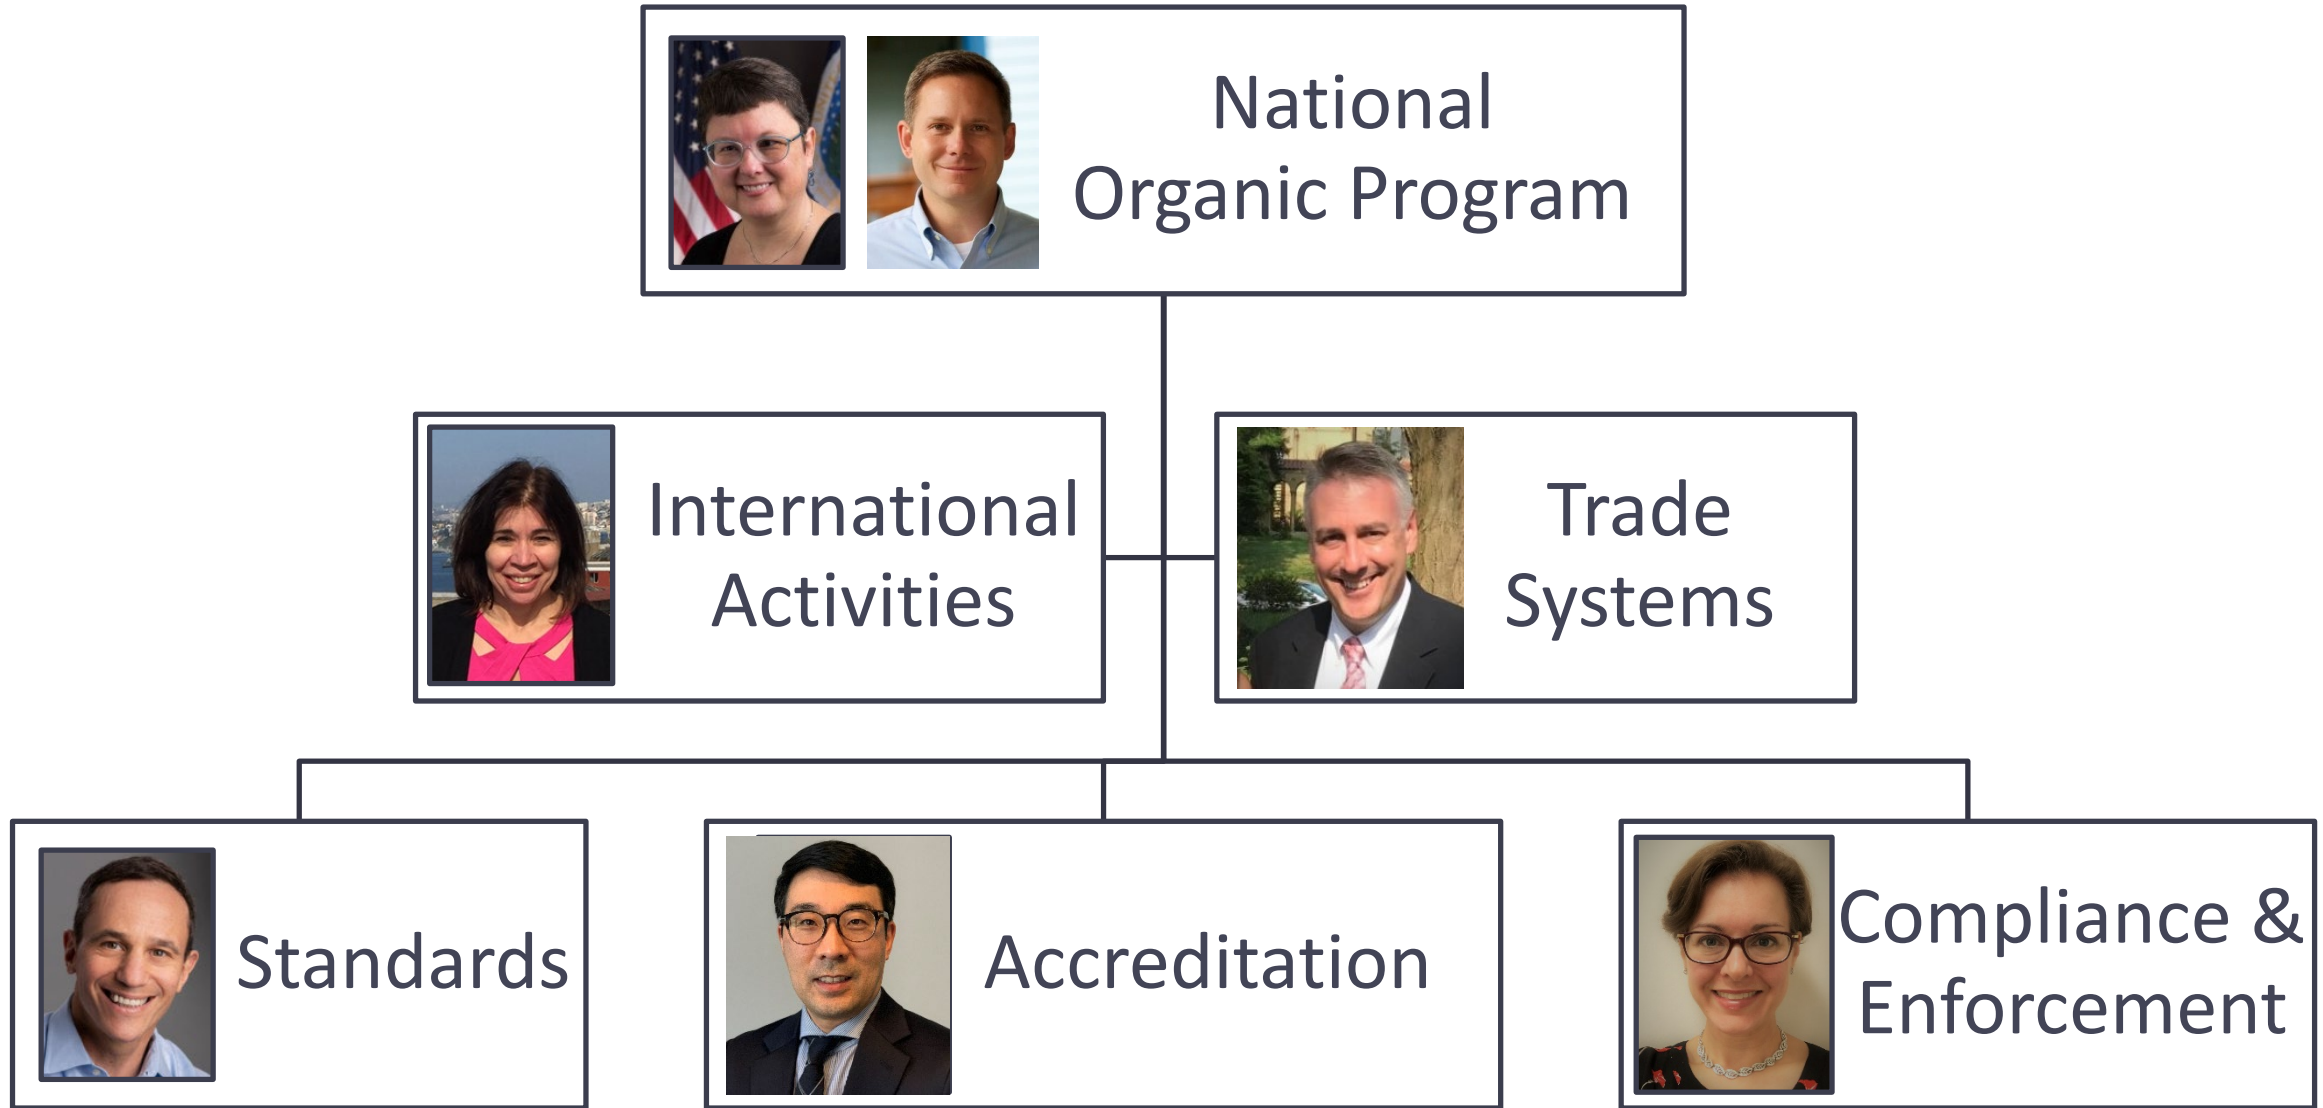 National
Organic Program
International
Activities
Trade
Systems
Standards
Accreditation
Compliance &
Enforcement